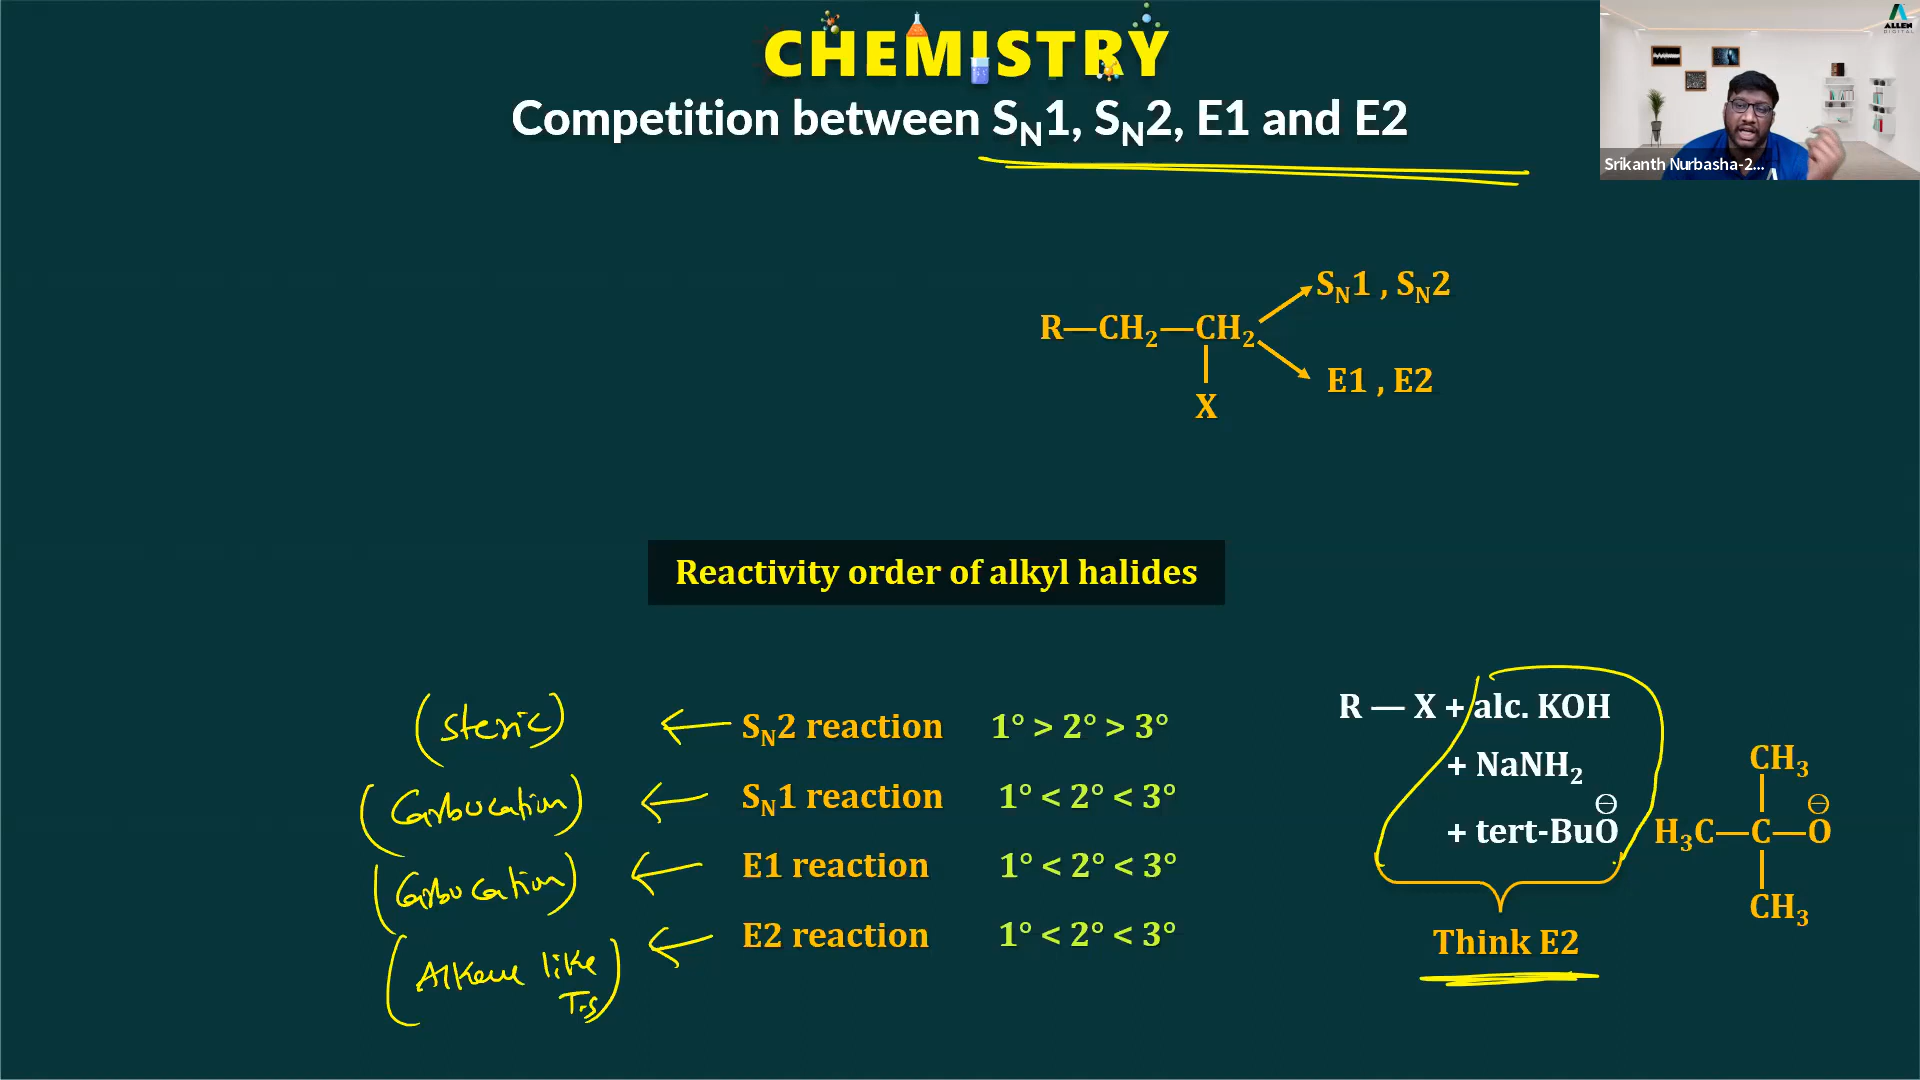 CHEMISTRY
Competition between SN1, SN2, E1 and E2
ALLEN
DIGITAL
Srikanth Nurbasha-2...
SN1 , SN2
R—CH2—CH2
X
E1 , E2
Reactivity order of alkyl halides
(Steric) ← SN2 reaction 1° > 2° > 3°
(Carbocation) ← SN1 reaction 1° < 2° < 3°
(Carbocation) ← E1 reaction 1° < 2° < 3°
(Alkene like T.S) ← E2 reaction 1° < 2° < 3°
R — X + alc. KOH
+ NaNH2
+ tert-BuO⊖
Think E2
CH3
H3C—C—O⊖
CH3